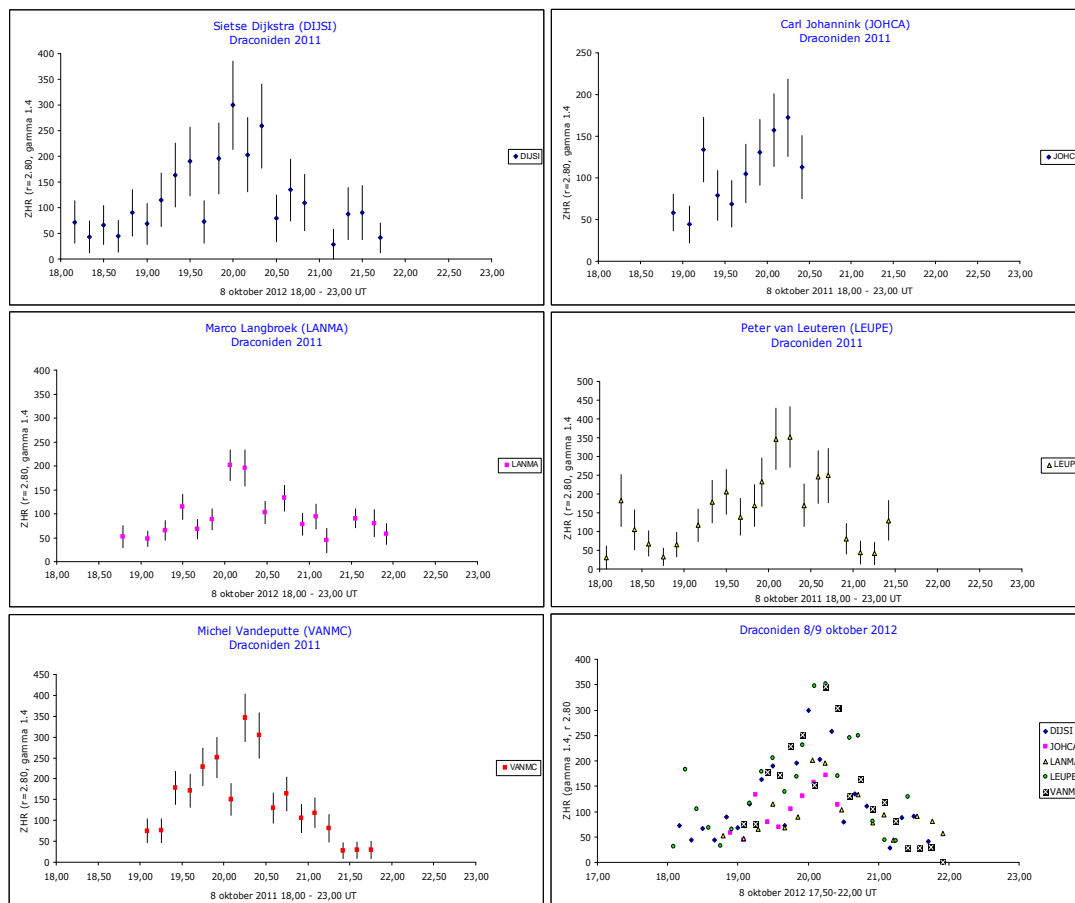 Sietse Dijkstra (DIJSI)
Draconiden 2011
ZHR (r=2.80, gamma 1.4
400
350
300
250
200
150
100
50
0
18,00 18,50 19,00 19,50 20,00 20,50 21,00 21,50 22,00 22,50 23,00
8 oktober 2012 18,00 - 23,00 UT
DIJSI
Carl Johannink (JOHCA)
Draconiden 2011
ZHR (r=2.80, gamma 1.4
250
200
150
100
50
0
18,00 18,50 19,00 19,50 20,00 20,50 21,00 21,50 22,00 22,50 23,00
8 oktober 2011 18,00 - 23,00 UT
JOHC
Marco Langbroek (LANMA)
Draconiden 2011
ZHR (r=2.80, gamma 1.4
400
350
300
250
200
150
100
50
0
18,00 18,50 19,00 19,50 20,00 20,50 21,00 21,50 22,00 22,50 23,00
8 oktober 2012 18,00 - 23,00 UT
LANMA
Peter van Leuteren (LEUPE)
Draconiden 2011
ZHR (r=2.80, gamma 1.4
500
450
400
350
300
250
200
150
100
50
0
18,00 18,50 19,00 19,50 20,00 20,50 21,00 21,50 22,00 22,50 23,00
8 oktober 2011 18,00 - 23,00 UT
LEUP
Michel Vandeputte (VANMC)
Draconiden 2011
ZHR (r=2.80, gamma 1.4
450
400
350
300
250
200
150
100
50
0
18,00 18,50 19,00 19,50 20,00 20,50 21,00 21,50 22,00 22,50 23,00
8 oktober 2011 18,00 - 23,00 UT
VANMC
Draconiden 8/9 oktober 2012
ZHR (gamma 1.4, r 2.80
400
350
300
250
200
150
100
50
0
17,00 18,00 19,00 20,00 21,00 22,00 23,00
8 oktober 2012 17,50-22,00 UT
DIJSI
JOHCA
LANMA
LEUPE
VANM